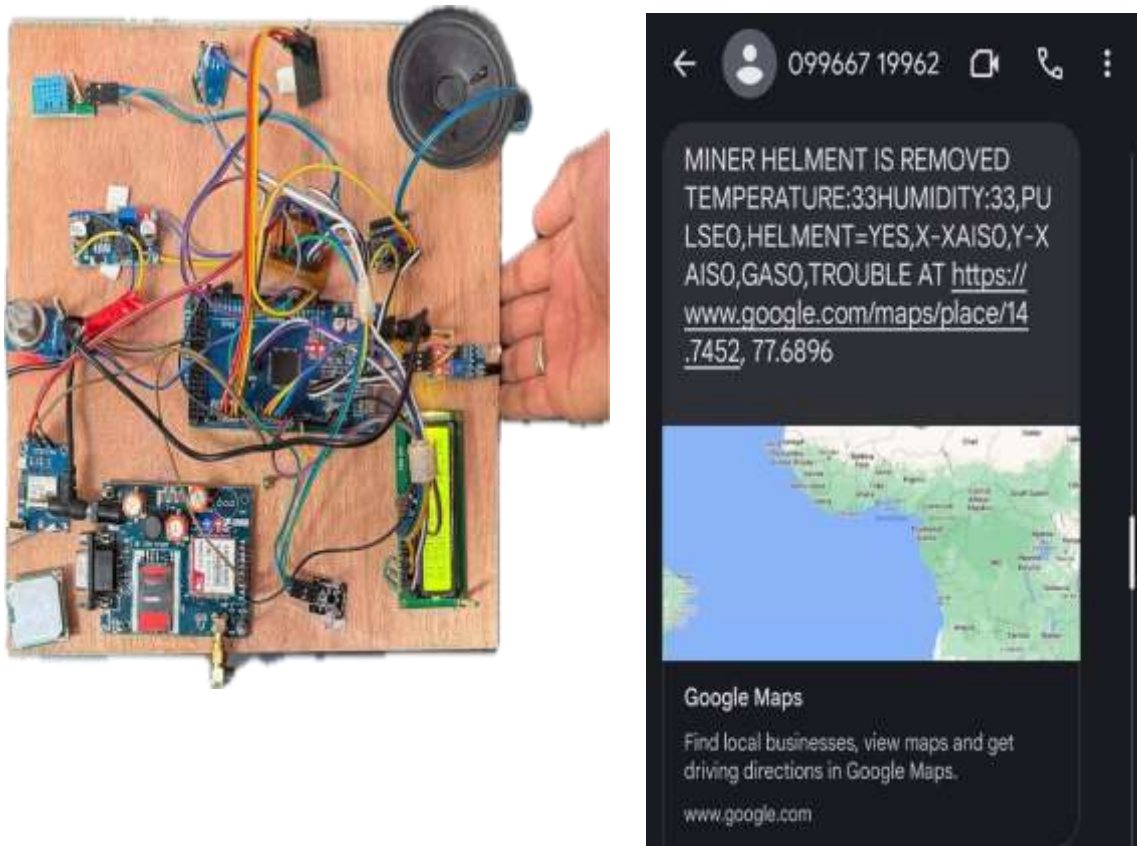 099667 19962
MINER HELMENT IS REMOVED
TEMPERATURE:33HUMIDITY:33,PU
LSE0,HELMENT=YES,X-XAIS0,Y-X
AIS0,GAS0,TROUBLE AT https://
www.google.com/maps/place/14
.7452, 77.6896
Google Maps
Find local businesses, view maps and get
driving directions in Google Maps.
www.google.com